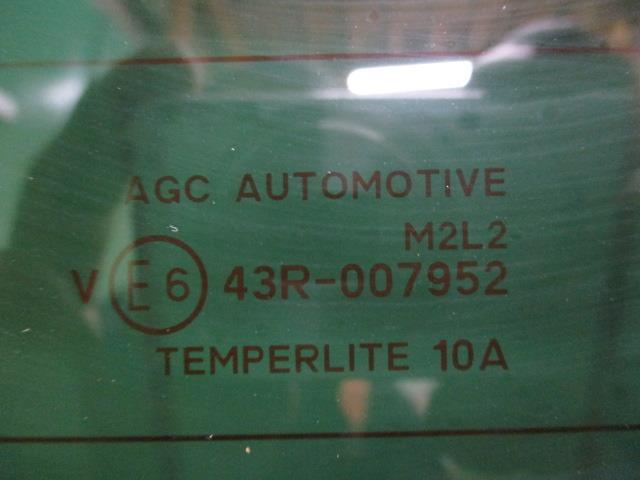 AGC AUTOMOTIVE
M2L2
V E6 43R-007952
TEMPERLITE 10A